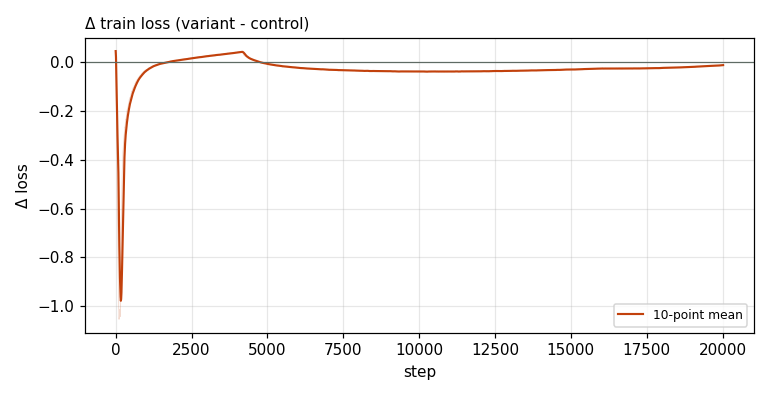 Δ train loss (variant - control)
0.0
−0.2
−0.4
−0.6
−0.8
−1.0
Δ loss
10-point mean
0 2500 5000 7500 10000 12500 15000 17500 20000
step